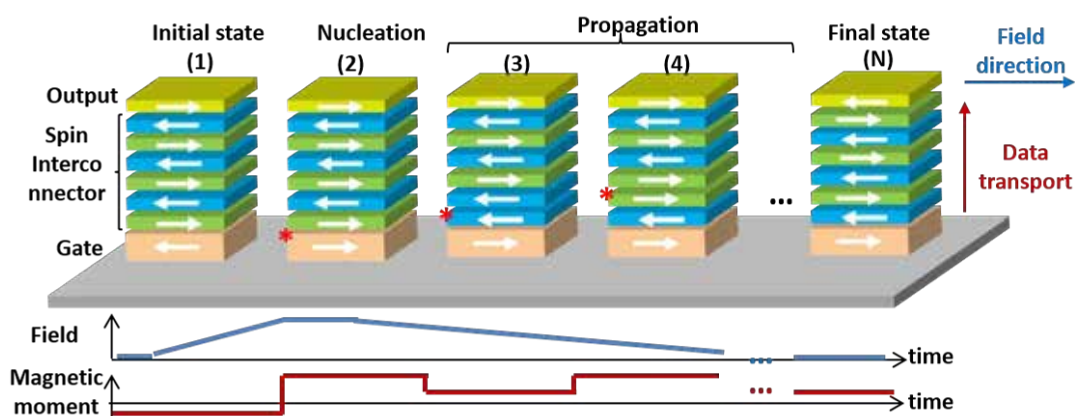 Initial state
(1)
Nucleation
(2)
Propagation
(3)
(4)
Final state
(N)
Field
direction
Output
Spin
Interco
nnector
Gate
Data
transport
...
Field
... time
Magnetic
moment
... time